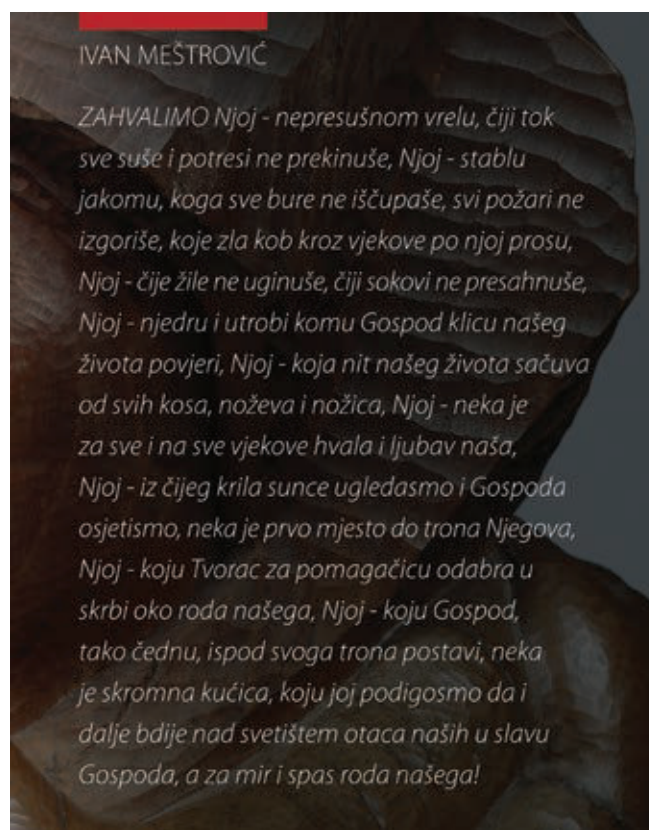 IVAN MEŠTROVIĆ
ZAHVALIMO Njoj - nepresušnom vrelu, čiji tok
sve suše i potresi ne prekinuše, Njoj - stablu
jakomu, koga sve bure ne iščupaše, svi požari ne
izgoriše, koje zla kob kroz vjekove po njoj prosu,
Njoj - čije žile ne uginuše, čiji sokovi ne presahnuše,
Njoj - njedru i utrobi komu Gospod klicu našeg
života povjeri, Njoj - koja nit našeg života sačuva
od svih kosa, noževa i nožica, Njoj - neka je
za sve i na sve vjekove hvala i ljubav naša,
Njoj - iz čijeg krila sunce ugledasmo i Gospoda
osjetismo, neka je prvo mjesto do trona Njegova,
Njoj - koju Tvorac za pomagačicu odabra u
skrbi oko roda našega, Njoj - koju Gospod,
tako čednu, ispod svoga trona postavi, neka
je skromna kućica, koju joj podigosmo da i
dalje bdije nad svetištem otaca naših u slavu
Gospoda, a za mir i spas roda našega!